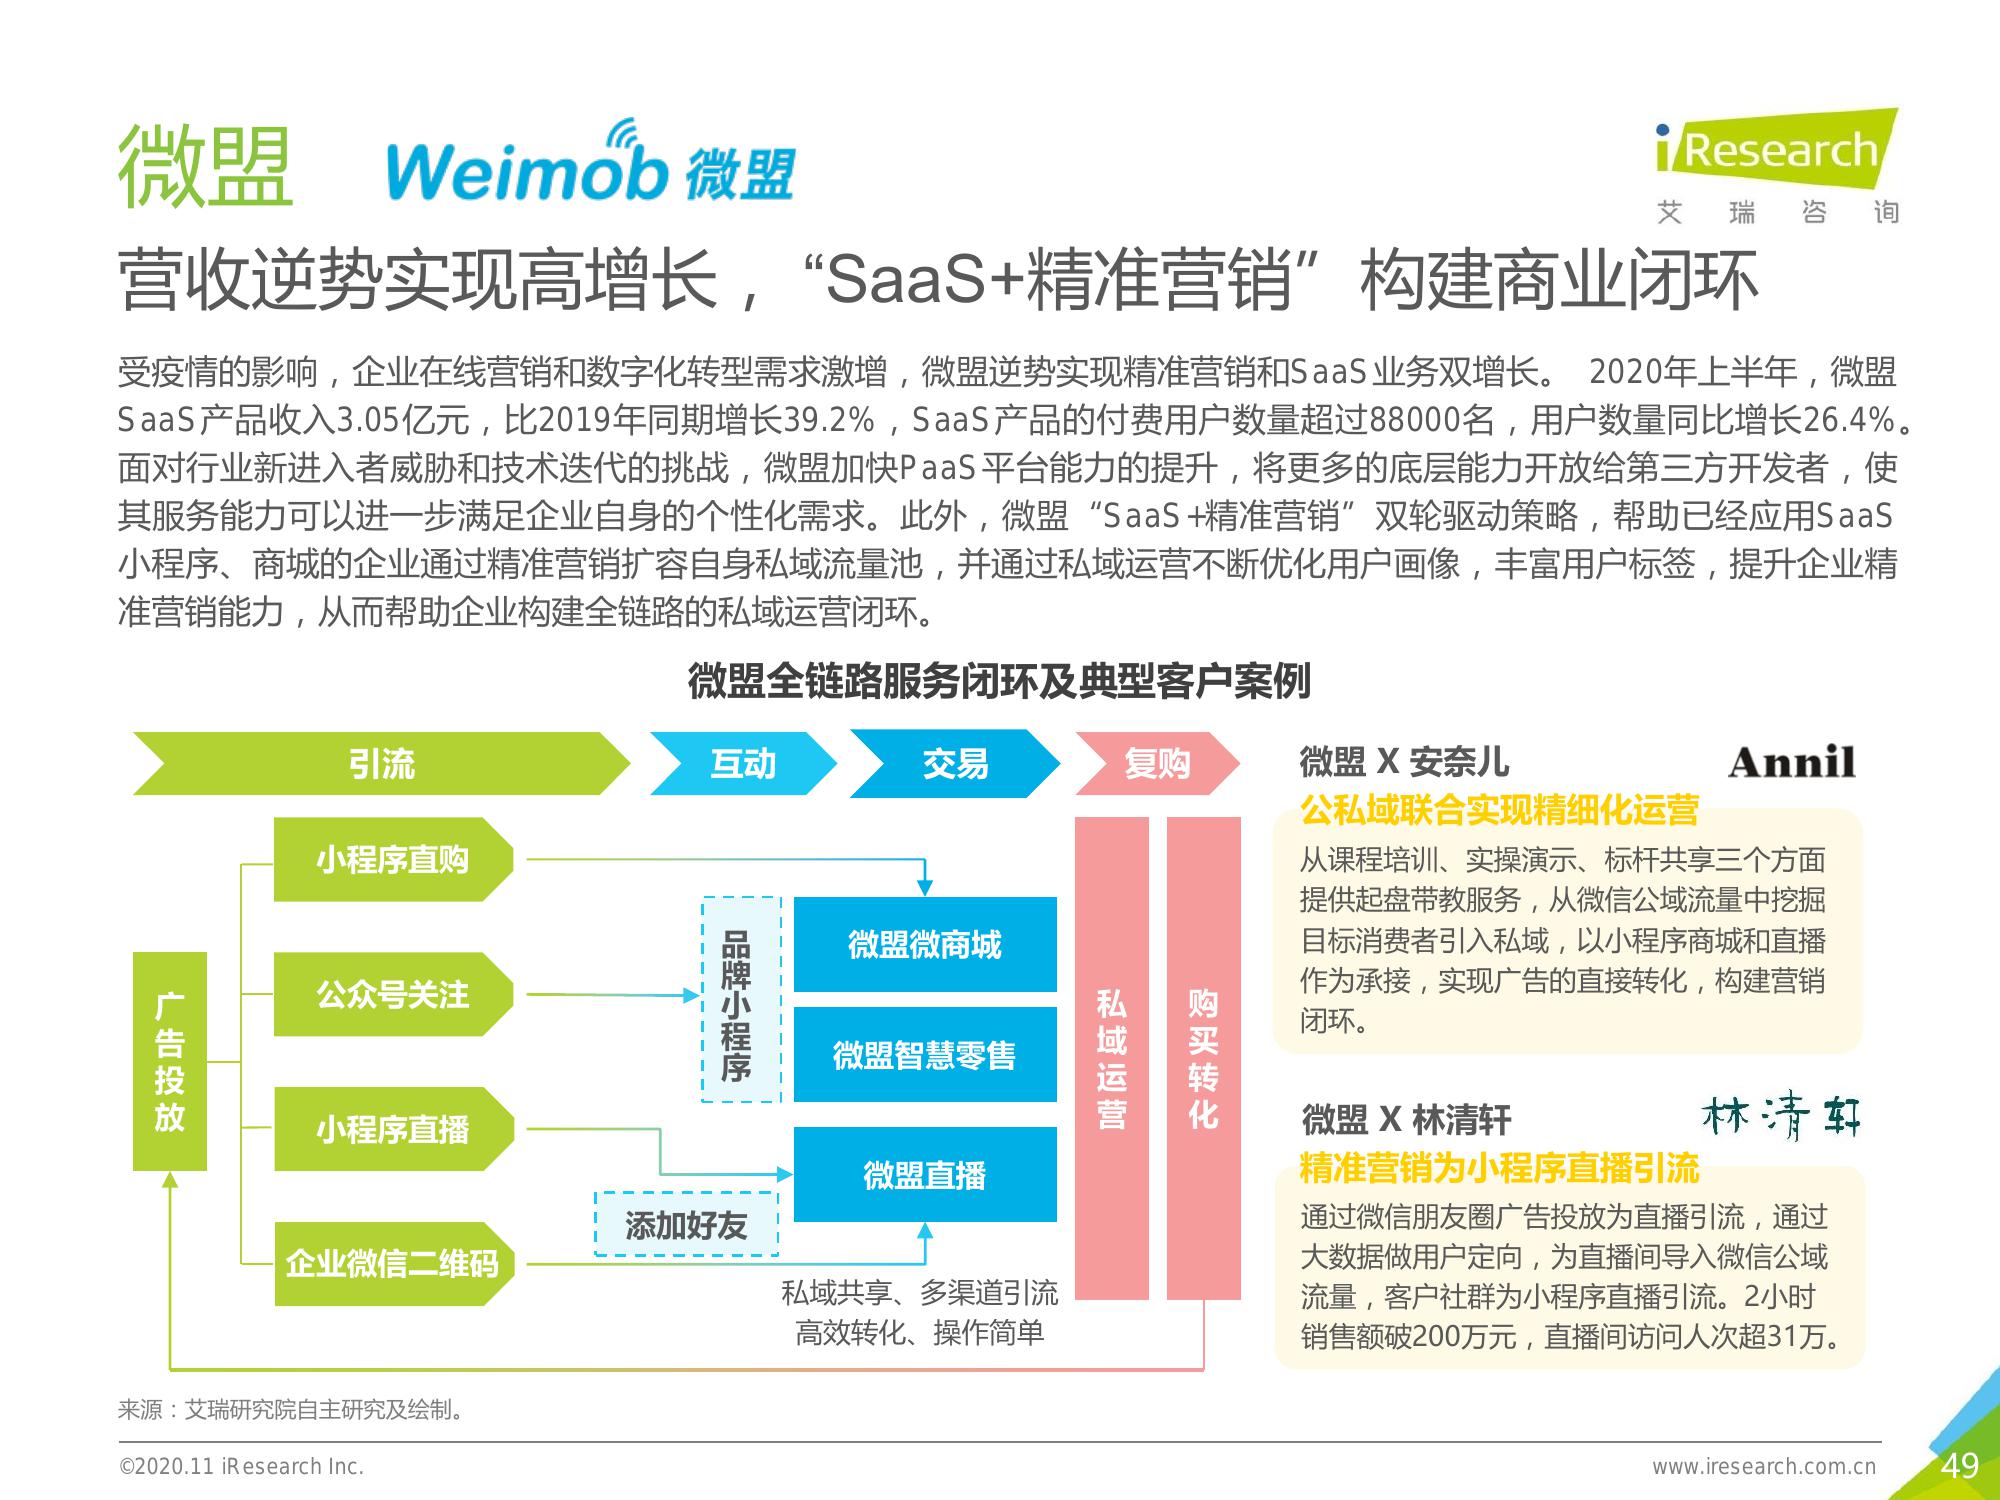 微盟
Weimob 微盟
iResearch
艾瑞咨询
营收逆势实现高增长，“SaaS+精准营销”构建商业闭环
受疫情的影响，企业在线营销和数字化转型需求激增，微盟逆势实现精准营销和SaaS业务双增长。 2020年上半年，微盟
SaaS产品收入3.05亿元，比2019年同期增长39.2%，SaaS产品的付费用户数量超过88000名，用户数量同比增长26.4%。
面对行业新进入者威胁和技术迭代的挑战，微盟加快PaaS平台能力的提升，将更多的底层能力开放给第三方开发者，使
其服务能力可以进一步满足企业自身的个性化需求。此外，微盟“SaaS+精准营销”双轮驱动策略，帮助已经应用SaaS
小程序、商城的企业通过精准营销扩容自身私域流量池，并通过私域运营不断优化用户画像，丰富用户标签，提升企业精
准营销能力，从而帮助企业构建全链路的私域运营闭环。
微盟全链路服务闭环及典型客户案例
引流
互动
交易
复购
广告投放
小程序直购
公众号关注
小程序直播
企业微信二维码
品牌小程序
添加好友
微盟微商城
微盟智慧零售
微盟直播
私域共享、多渠道引流
高效转化、操作简单
私域运营
购买转化
微盟 X 安奈儿
Annil
公私域联合实现精细化运营
从课程培训、实操演示、标杆共享三个方面
提供起盘带教服务，从微信公域流量中挖掘
目标消费者引入私域，以小程序商城和直播
作为承接，实现广告的直接转化，构建营销
闭环。
微盟 X 林清轩
林清轩
精准营销为小程序直播引流
通过微信朋友圈广告投放为直播引流，通过
大数据做用户定向，为直播间导入微信公域
流量，客户社群为小程序直播引流。2小时
销售额破200万元，直播间访问人次超31万。
来源：艾瑞研究院自主研究及绘制。
©2020.11 iResearch Inc.
www.iresearch.com.cn
49